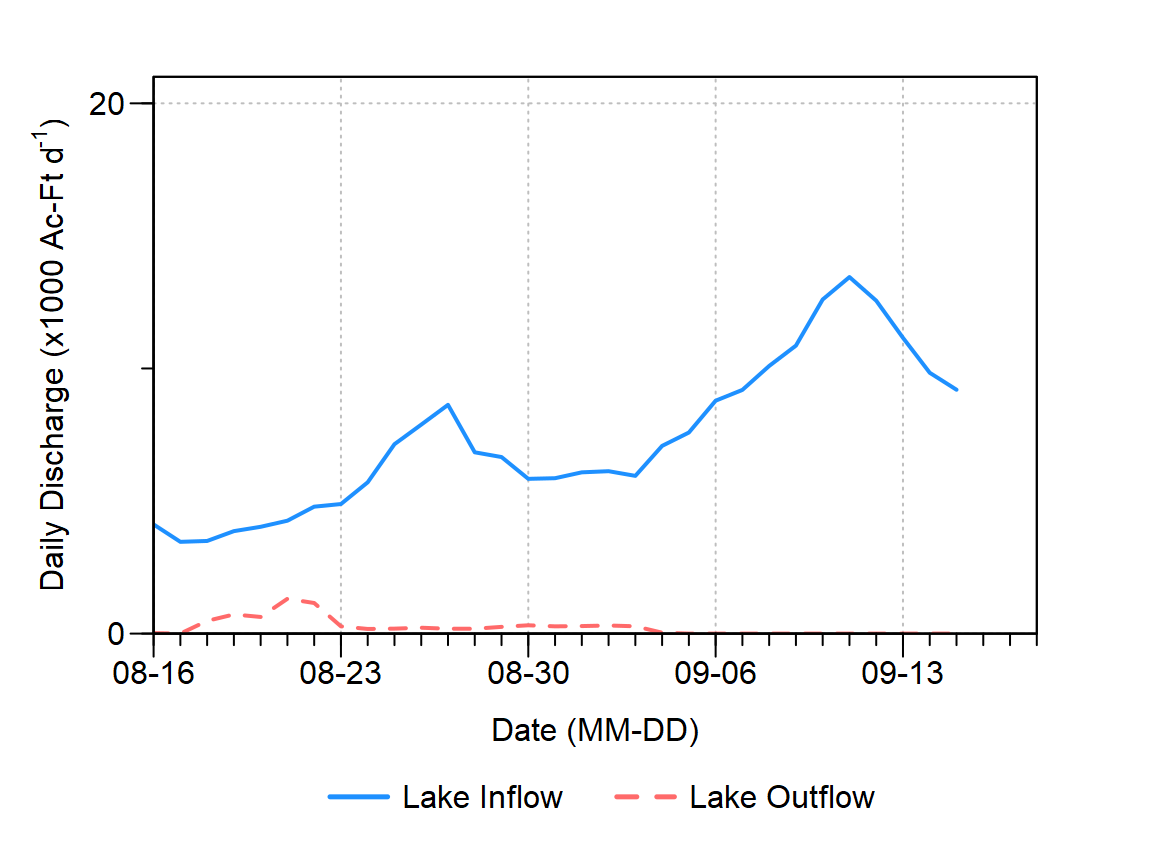 20
0
Daily Discharge (x1000 Ac-Ft d⁻¹)
08-16 08-23 08-30 09-06 09-13
Date (MM-DD)
Lake Inflow Lake Outflow